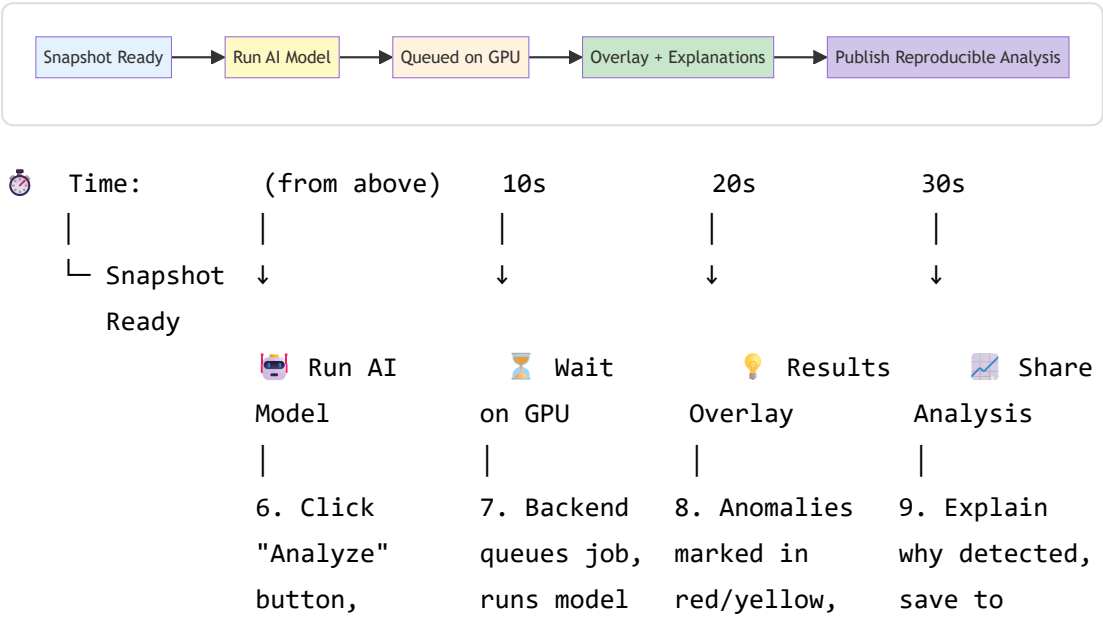 Snapshot Ready Run AI Model Queued on GPU Overlay + Explanations Publish Reproducible Analysis
⏱ Time: (from above) 10s 20s 30s
│ │ │ │ │
└─ Snapshot ↓ ↓ ↓ ↓
Ready
🤖 Run AI ⏳ Wait 💡 Results 📈 Share
Model on GPU Overlay Analysis
│ │ │ │
6. Click 7. Backend 8. Anomalies 9. Explain
"Analyze" queues job, marked in why detected,
button, runs model red/yellow, save to